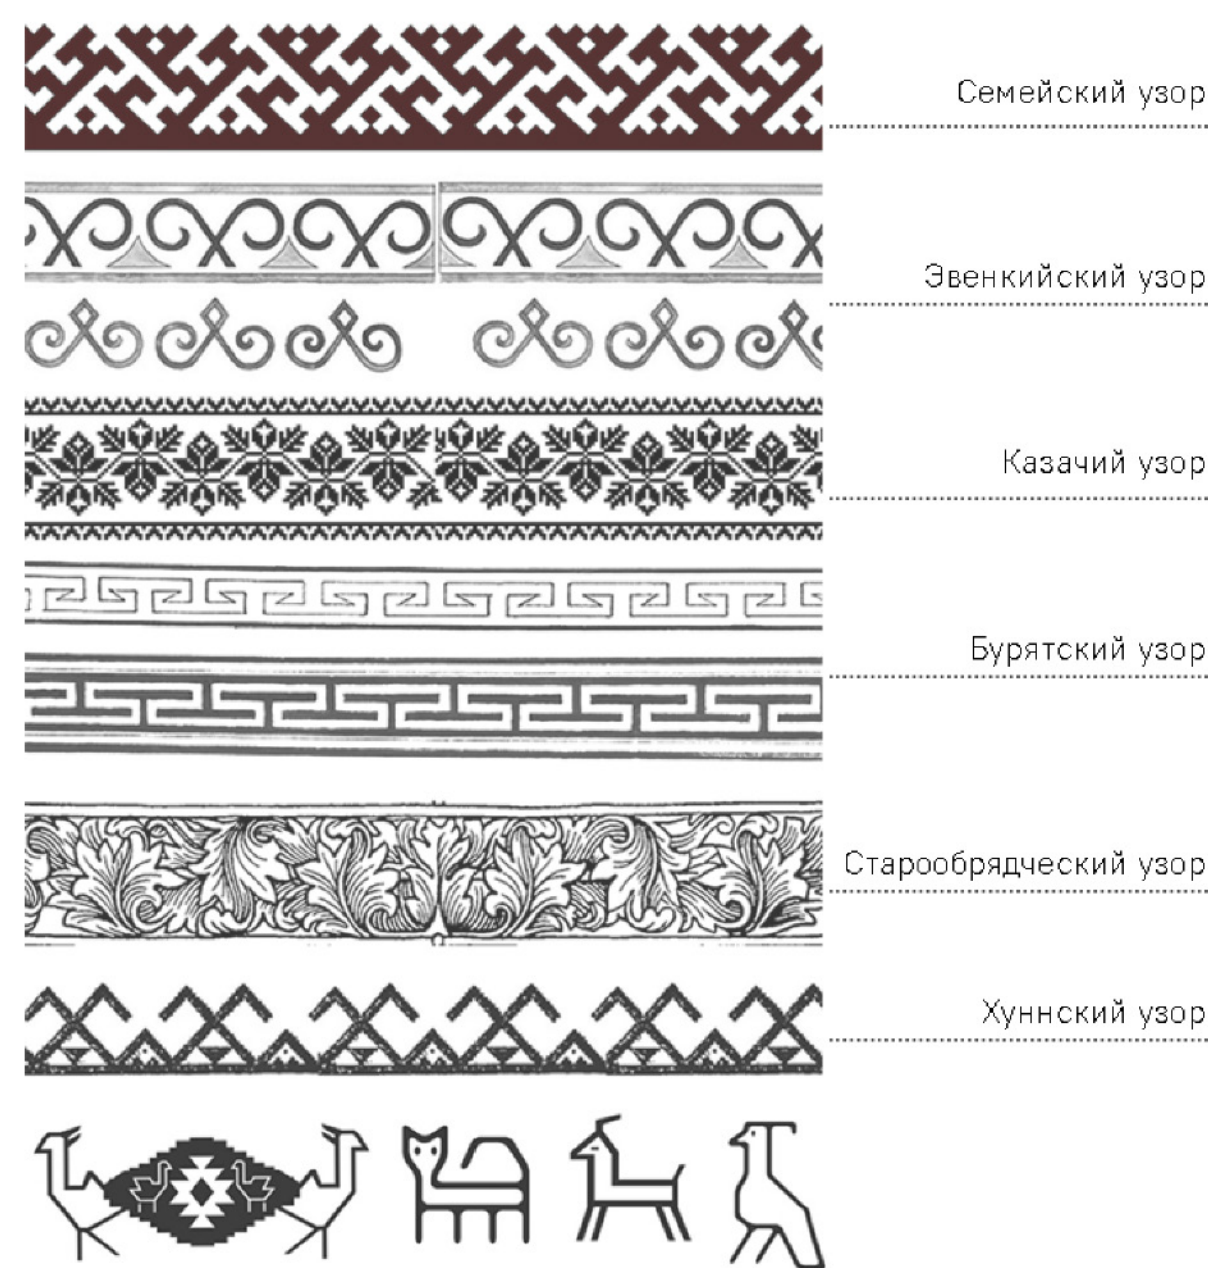 Семейский узор
Эвенкийский узор
Казачий узор
Бурятский узор
Старообрядческий узор
Хуннский узор